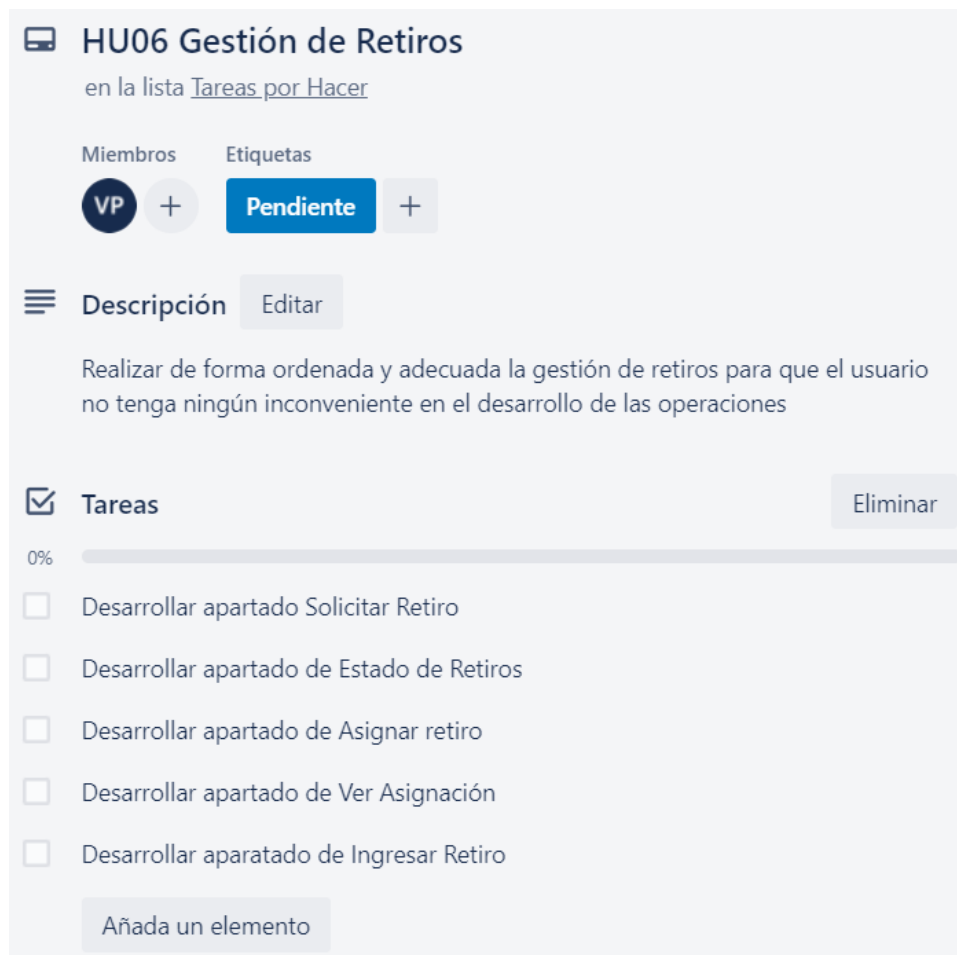 HU06 Gestión de Retiros
en la lista Tareas por Hacer
Miembros Etiquetas
VP + Pendiente +
Descripción Editar
Realizar de forma ordenada y adecuada la gestión de retiros para que el usuario
no tenga ningún inconveniente en el desarrollo de las operaciones
Tareas Eliminar
0%
Desarrollar apartado Solicitar Retiro
Desarrollar apartado de Estado de Retiros
Desarrollar apartado de Asignar retiro
Desarrollar apartado de Ver Asignación
Desarrollar aparatado de Ingresar Retiro
Añada un elemento